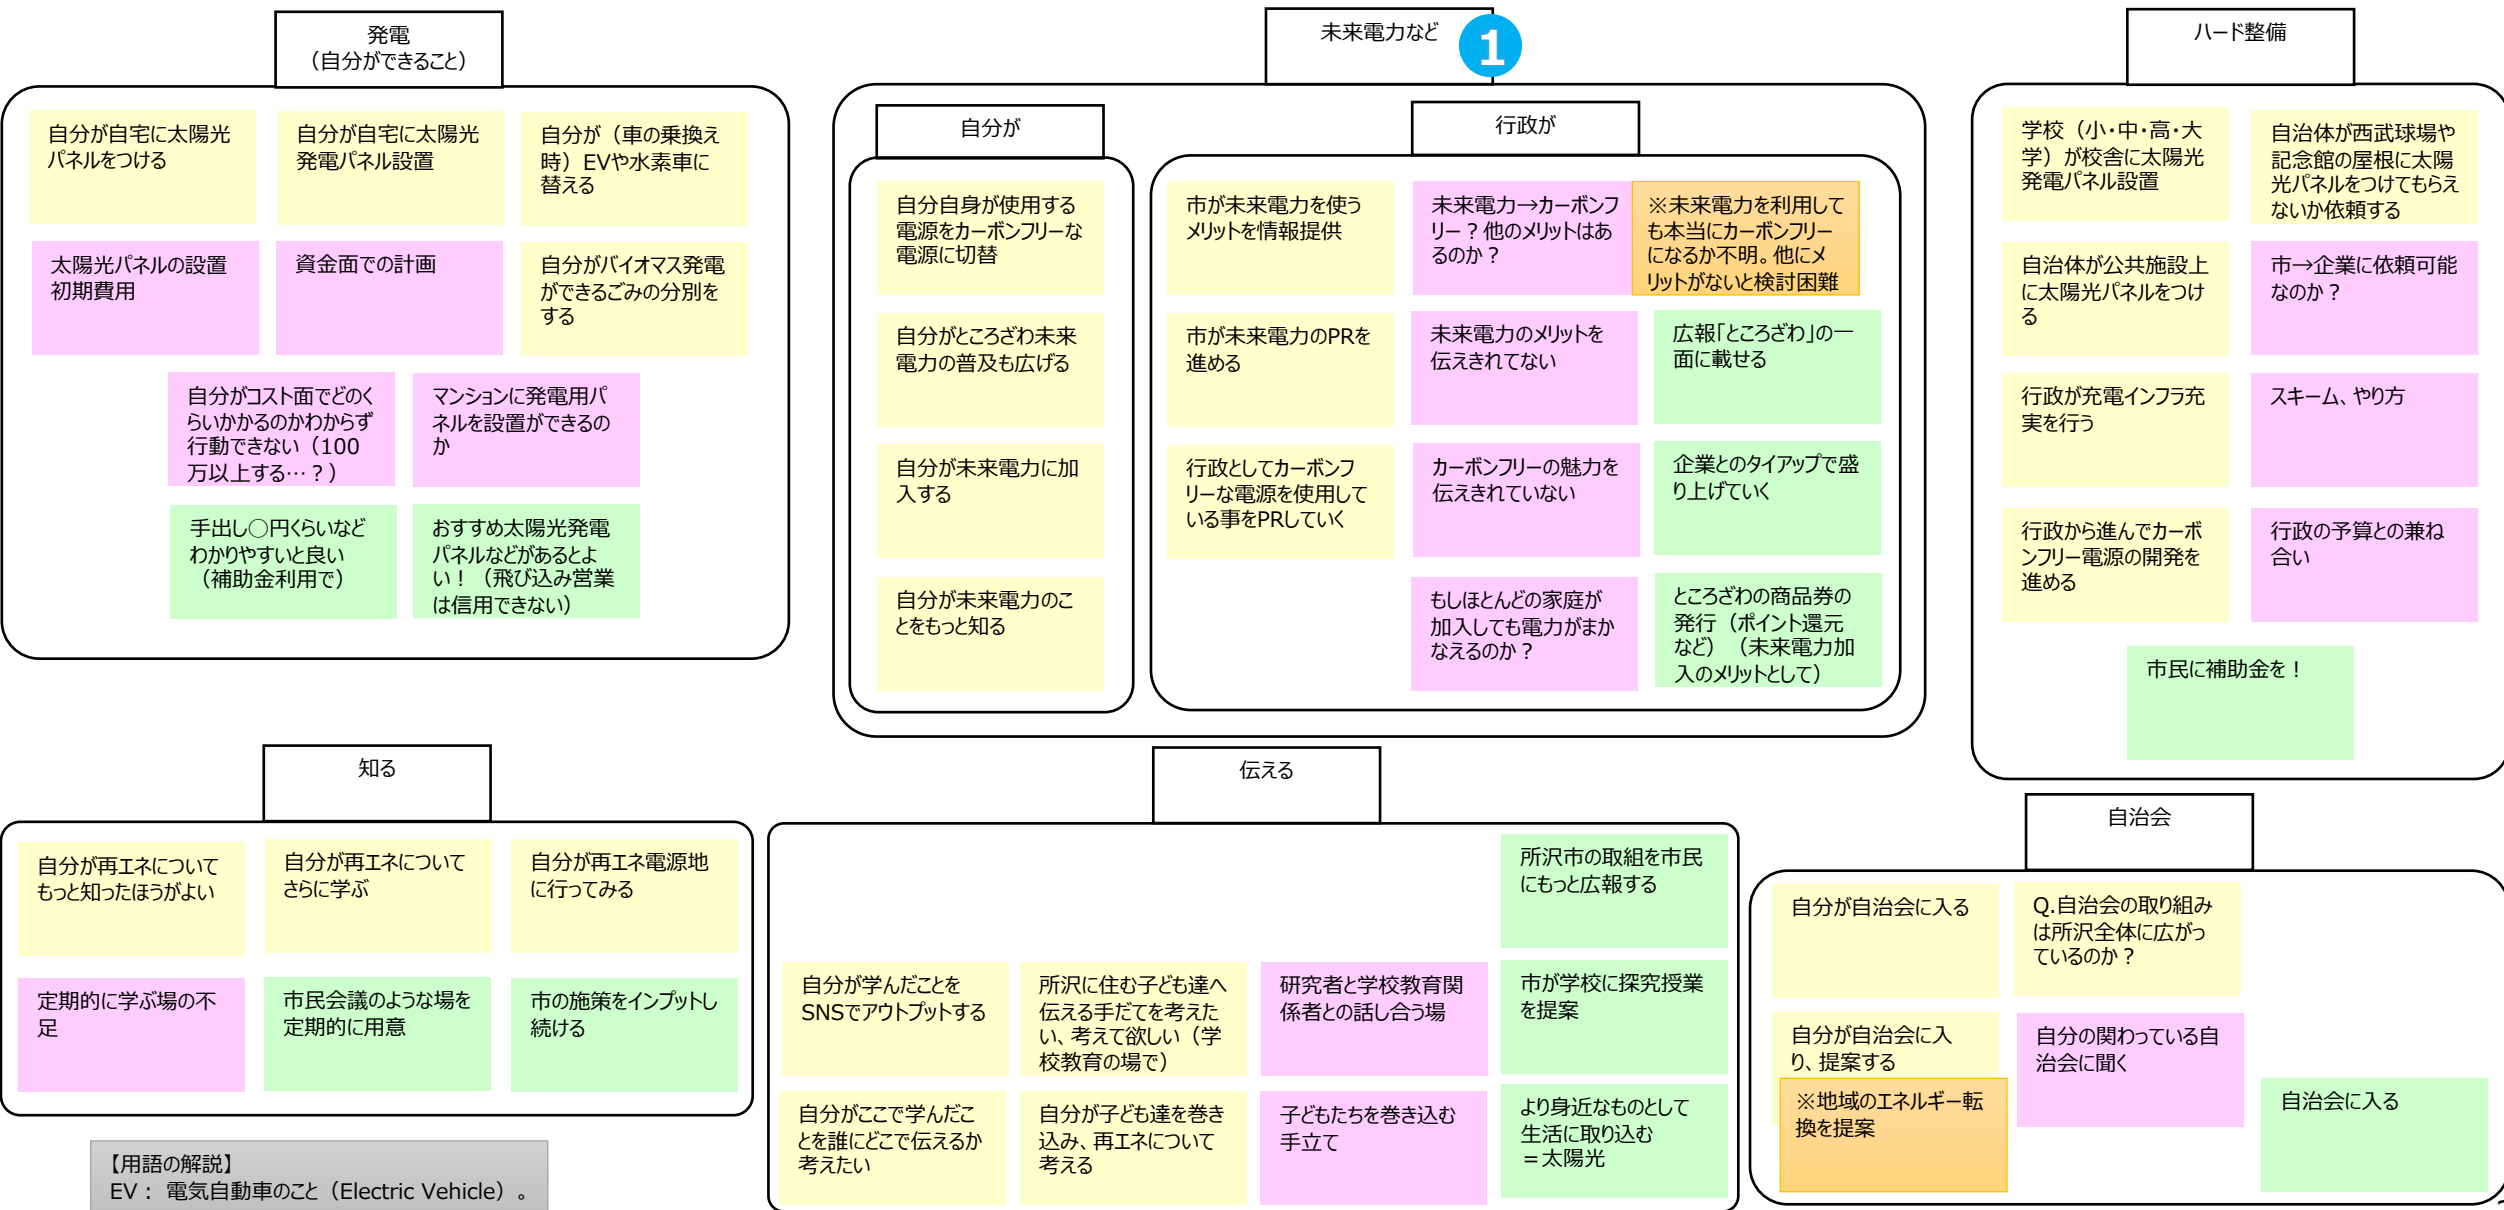 発電
（自分ができること）
自分が自宅に太陽光
パネルをつける
自分が自宅に太陽光
発電パネル設置
自分が（車の乗換え
時）EVや水素車に
替える
太陽光パネルの設置
初期費用
資金面での計画
自分がバイオマス発電
ができるごみの分別を
する
自分がコスト面でどのく
らいかかるのかわからず
行動できない（100
万以上する…？）
マンションに発電用パ
ネルを設置ができるの
か
手出し○円くらいなど
わかりやすいと良い
（補助金利用で）
おすすめ太陽光発電
パネルなどがあるとよ
い！（飛び込み営業
は信用できない）
未来電力など
1
自分が
自分自身が使用する
電源をカーボンフリーな
電源に切替
自分がところざわ未来
電力の普及も広げる
自分が未来電力に加
入する
自分が未来電力のこ
とをもっと知る
行政が
市が未来電力を使う
メリットを情報提供
未来電力→カーボンフ
リー？他のメリットはあ
るのか？
※未来電力を利用して
も本当にカーボンフリー
になるか不明。他にメ
リットがないと検討困難
市が未来電力のPRを
進める
未来電力のメリットを
伝えきれてない
広報「ところざわ」の一
面に載せる
行政としてカーボンフ
リーな電源を使用して
いる事をPRしていく
カーボンフリーの魅力を
伝えきれていない
企業とのタイアップで盛
り上げていく
もしほとんどの家庭が
加入しても電力がまか
なえるのか？
ところざわの商品券の
発行（ポイント還元
など）（未来電力加
入のメリットとして）
ハード整備
学校（小・中・高・大
学）が校舎に太陽光
発電パネル設置
自治体が西武球場や
記念館の屋根に太陽
光パネルをつけてもらえ
ないか依頼する
自治体が公共施設上
に太陽光パネルをつけ
る
市→企業に依頼可能
なのか？
行政が充電インフラ充
実を行う
スキーム、やり方
行政から進んでカーボ
ンフリー電源の開発を
進める
行政の予算との兼ね
合い
市民に補助金を！
知る
自分が再エネについて
もっと知ったほうがよい
自分が再エネについて
さらに学ぶ
自分が再エネ電源地
に行ってみる
定期的に学ぶ場の不
足
市民会議のような場を
定期的に用意
市の施策をインプットし
続ける
伝える
所沢市の取組を市民
にもっと広報する
自分が学んだことを
SNSでアウトプットする
所沢に住む子ども達へ
伝える手だてを考えた
い、考えて欲しい（学
校教育の場で）
研究者と学校教育関
係者との話し合う場
市が学校に探究授業
を提案
自分がここで学んだこ
とを誰にどこで伝えるか
考えたい
自分が子ども達を巻き
込み、再エネについて
考える
子どもたちを巻き込む
手立て
より身近なものとして
生活に取り込む
＝太陽光
自治会
自分が自治会に入る
Q.自治会の取り組み
は所沢全体に広がっ
ているのか？
自分が自治会に入
り、提案する
自分の関わっている自
治会に聞く
※地域のエネルギー転
換を提案
自治会に入る
【用語の解説】
EV： 電気自動車のこと（Electric Vehicle）。